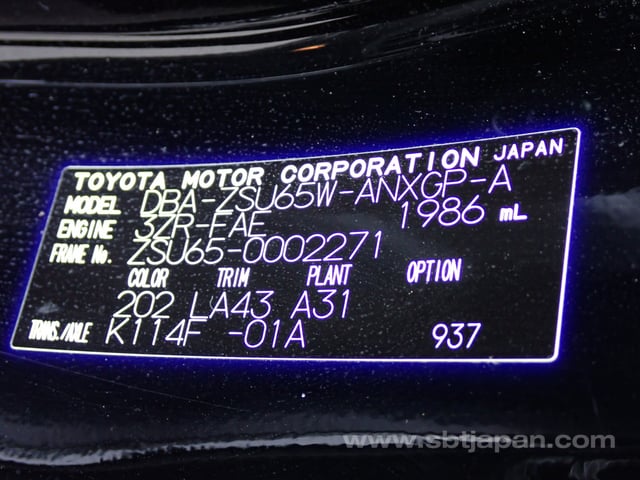 TOYOTA MOTOR CORPORATION JAPAN
MODEL DBA-ZSU65W-ANXGP-A
ENGINE 3ZR-FAE 1986 mL
FRAME No. ZSU65-0002271
COLOR TRIM PLANT OPTION
202 LA43 A31
TRANS./AXLE K114F -01A 937
www.sbtjapan.com